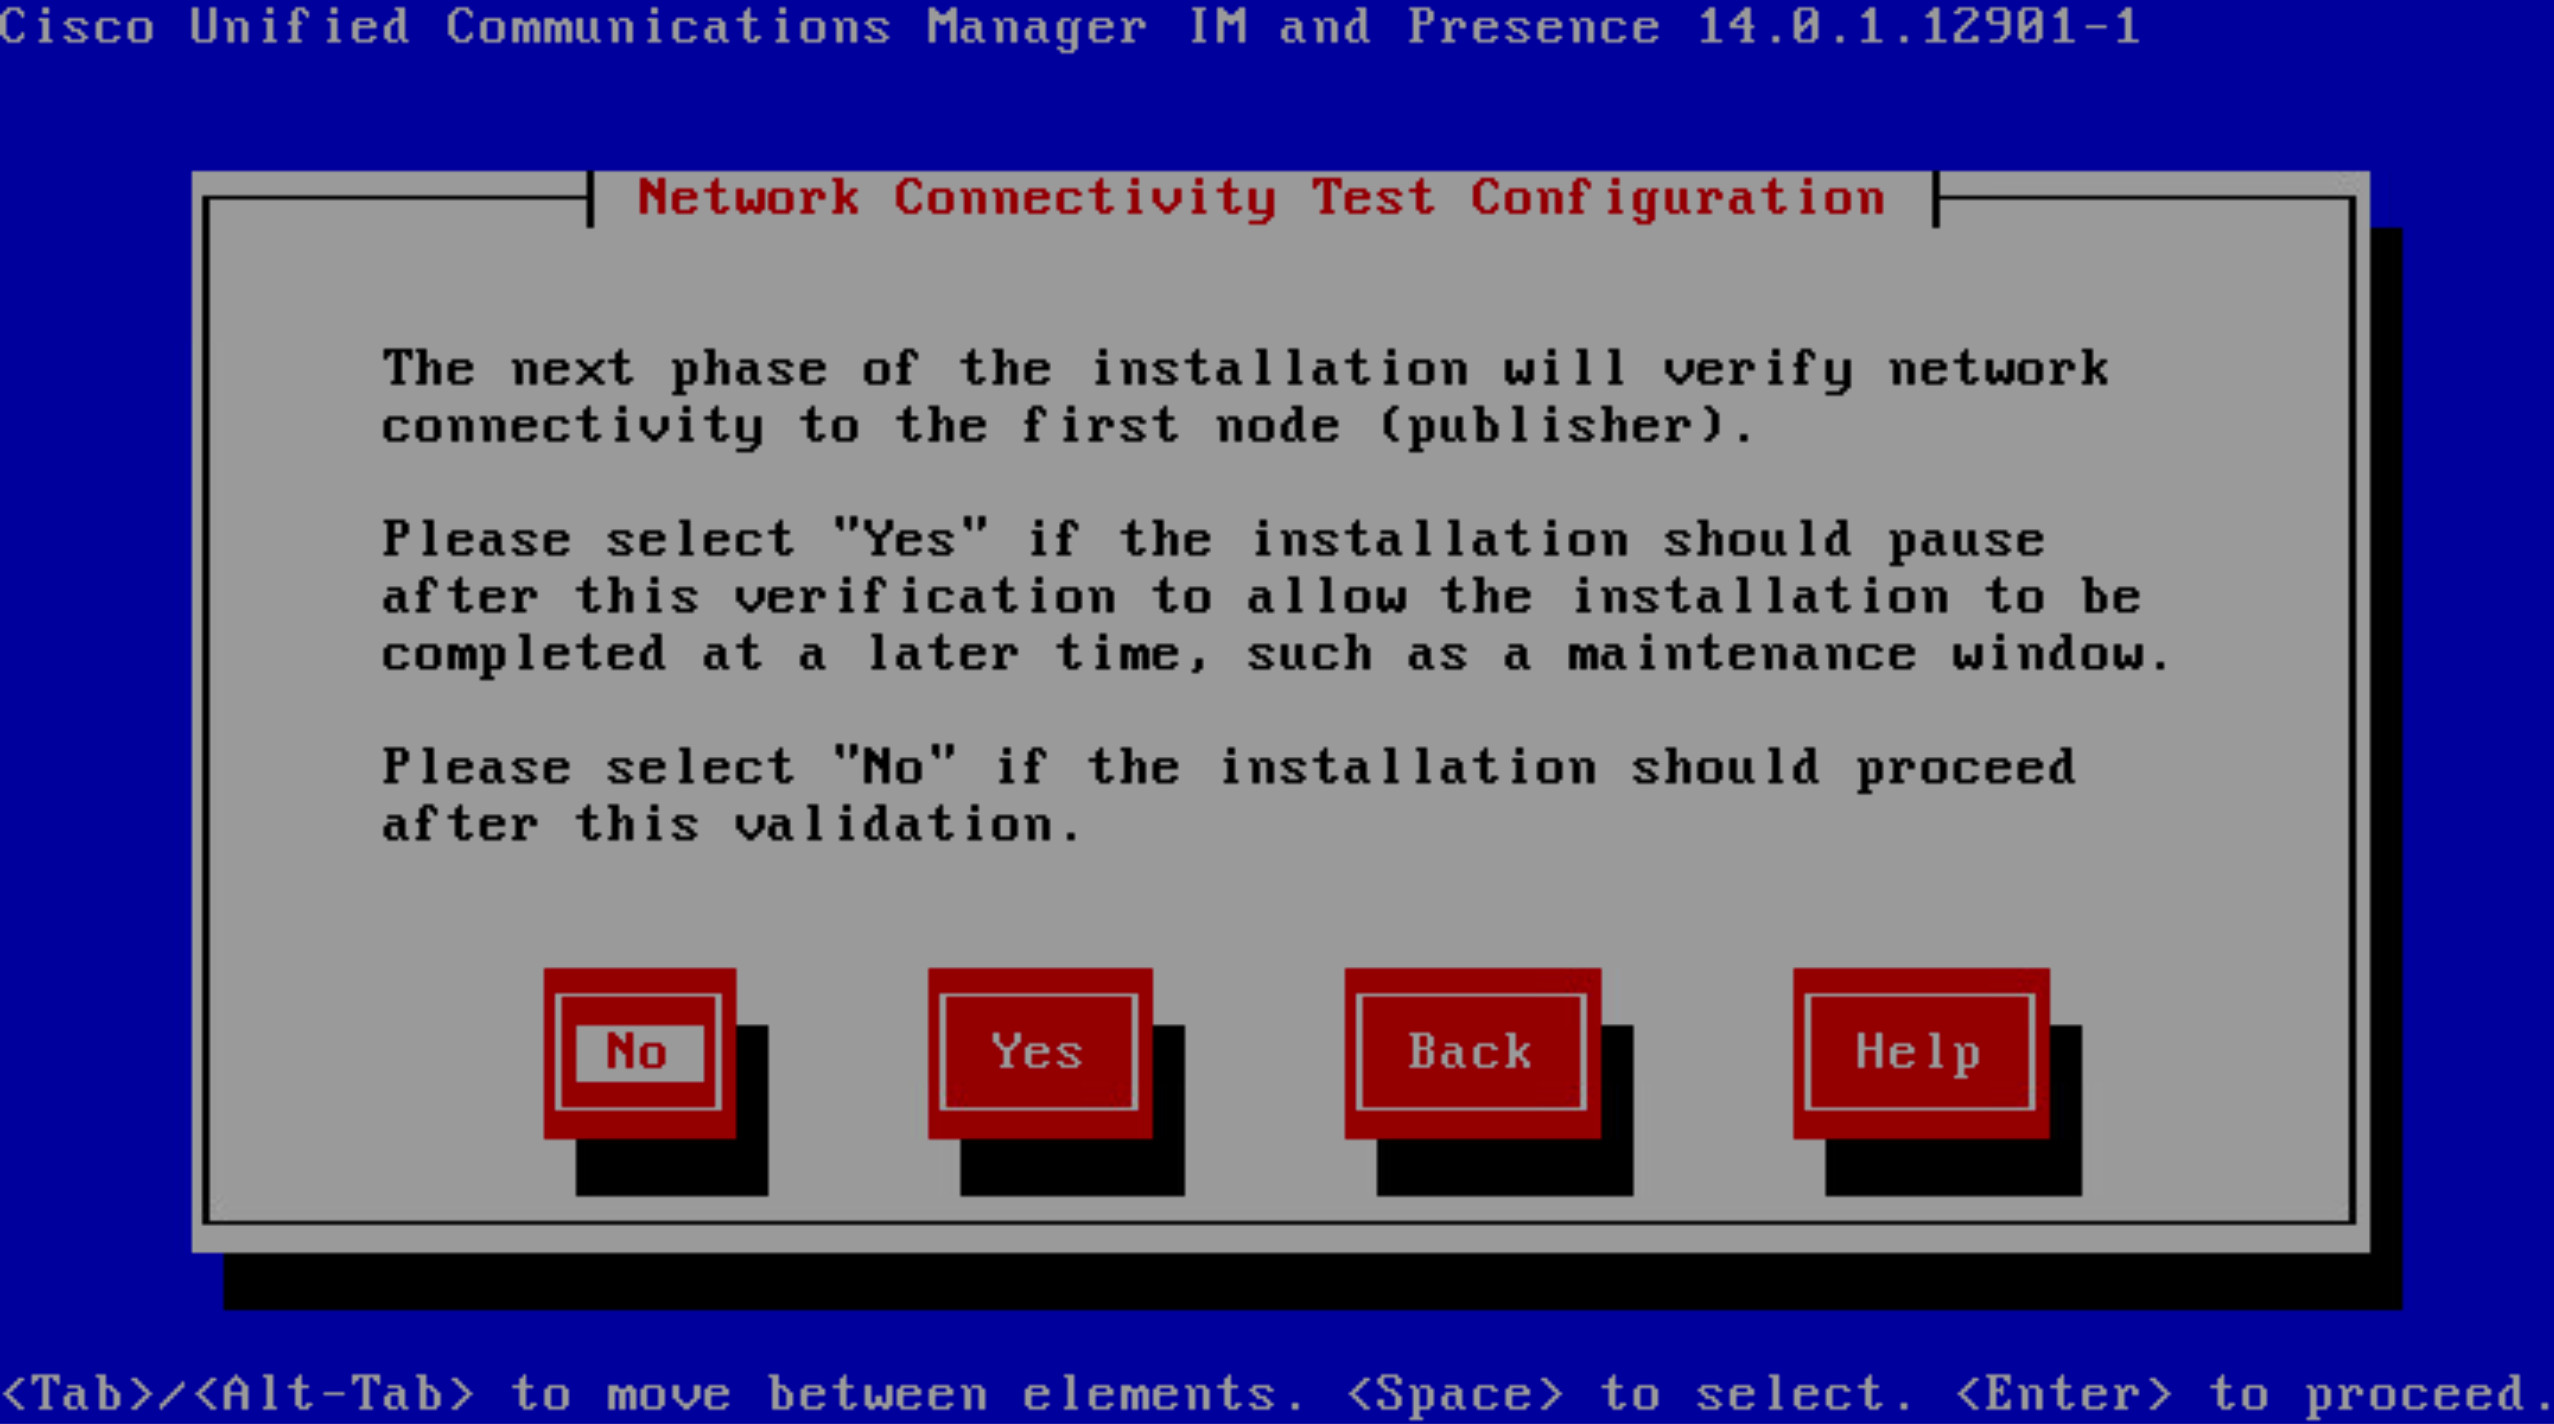 Cisco Unified Communications Manager IM and Presence 14.0.1.12901-1
Network Connectivity Test Configuration
The next phase of the installation will verify network
connectivity to the first node (publisher).
Please select "Yes" if the installation should pause
after this verification to allow the installation to be
completed at a later time, such as a maintenance window.
Please select "No" if the installation should proceed
after this validation.
No Yes Back Help
<Tab>/<Alt-Tab> to move between elements. <Space> to select. <Enter> to proceed.